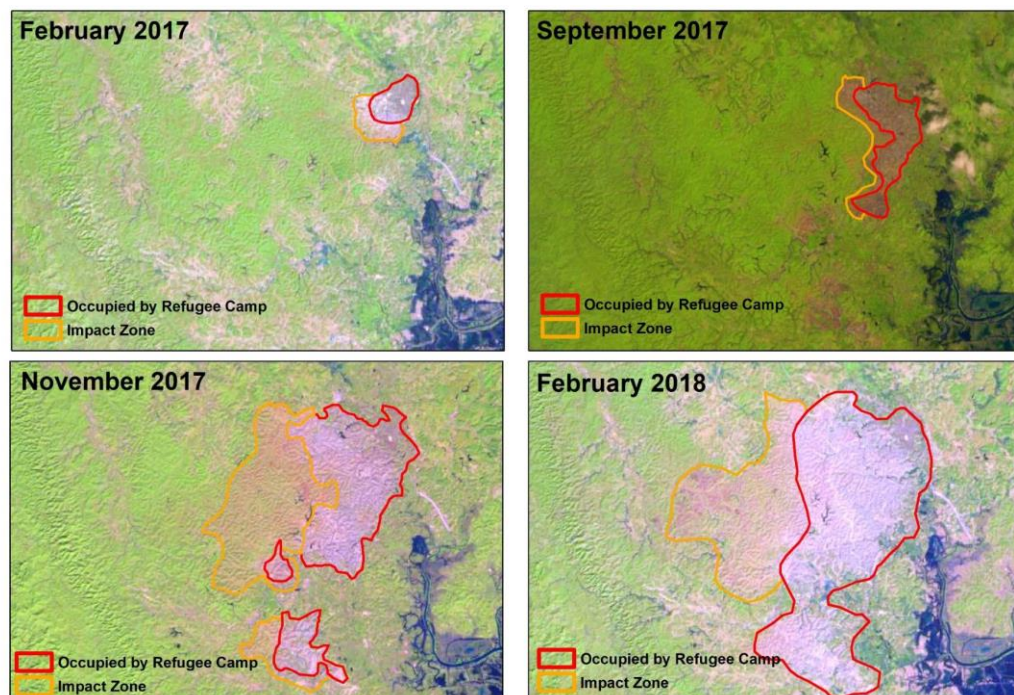 February 2017
Occupied by Refugee Camp
Impact Zone
September 2017
Occupied by Refugee Camp
Impact Zone
November 2017
Occupied by Refugee Camp
Impact Zone
February 2018
Occupied by Refugee Camp
Impact Zone